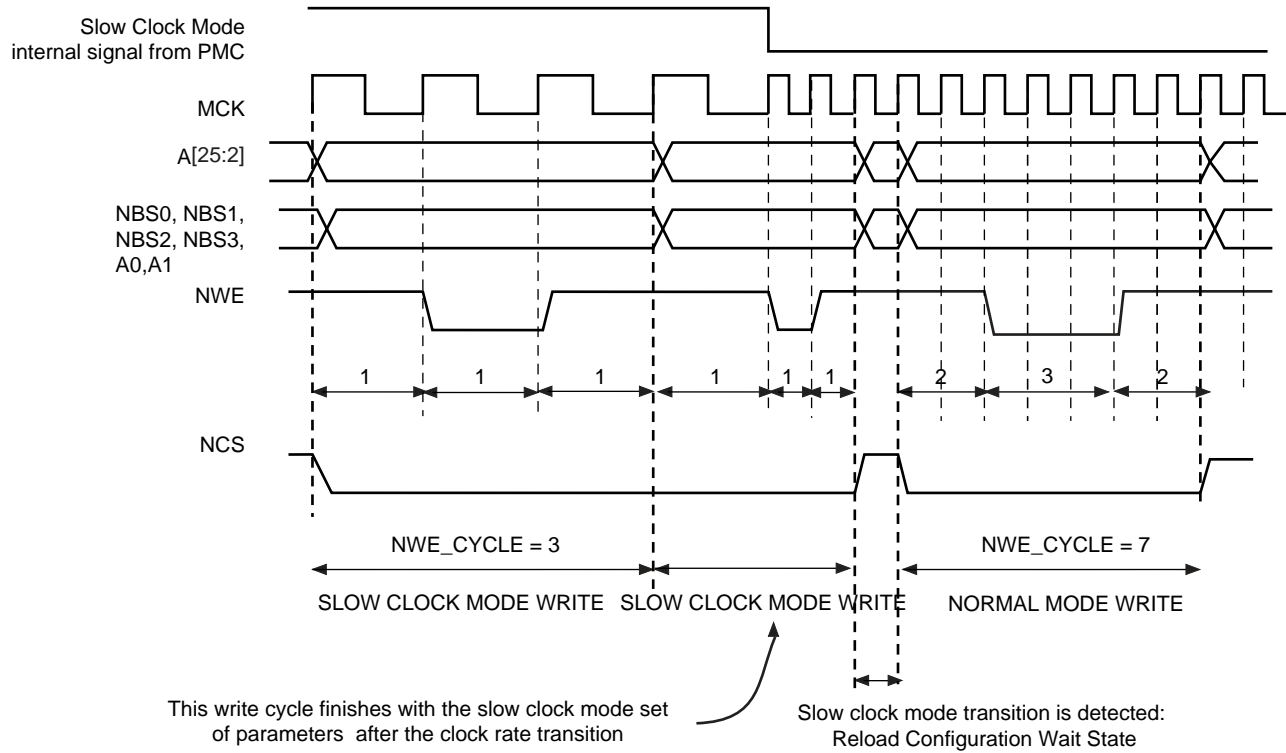 Slow Clock Mode
internal signal from PMC
MCK
A[25:2]
NBS0, NBS1,
NBS2, NBS3,
A0,A1
NWE
1 1 1 1 1 1 2 3 2
NCS
NWE_CYCLE = 3 NWE_CYCLE = 7
SLOW CLOCK MODE WRITE SLOW CLOCK MODE WRITE NORMAL MODE WRITE
This write cycle finishes with the slow clock mode set
of parameters after the clock rate transition
Slow clock mode transition is detected:
Reload Configuration Wait State